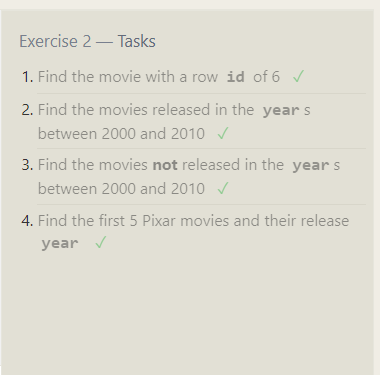 Exercise 2 — Tasks
1. Find the movie with a row id of 6 ✓
2. Find the movies released in the year s
between 2000 and 2010 ✓
3. Find the movies not released in the year s
between 2000 and 2010 ✓
4. Find the first 5 Pixar movies and their release
year ✓